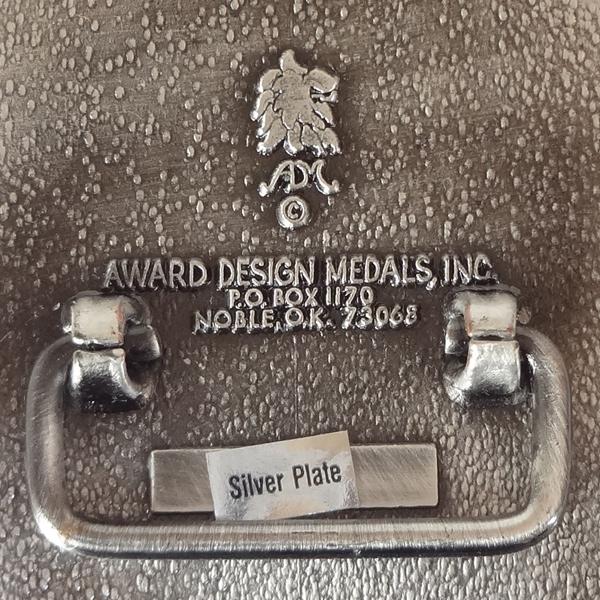 ADM
©
AWARD DESIGN MEDALS, INC.
P.O. BOX 1170
NOBLE, O.K. 73068
Silver Plate